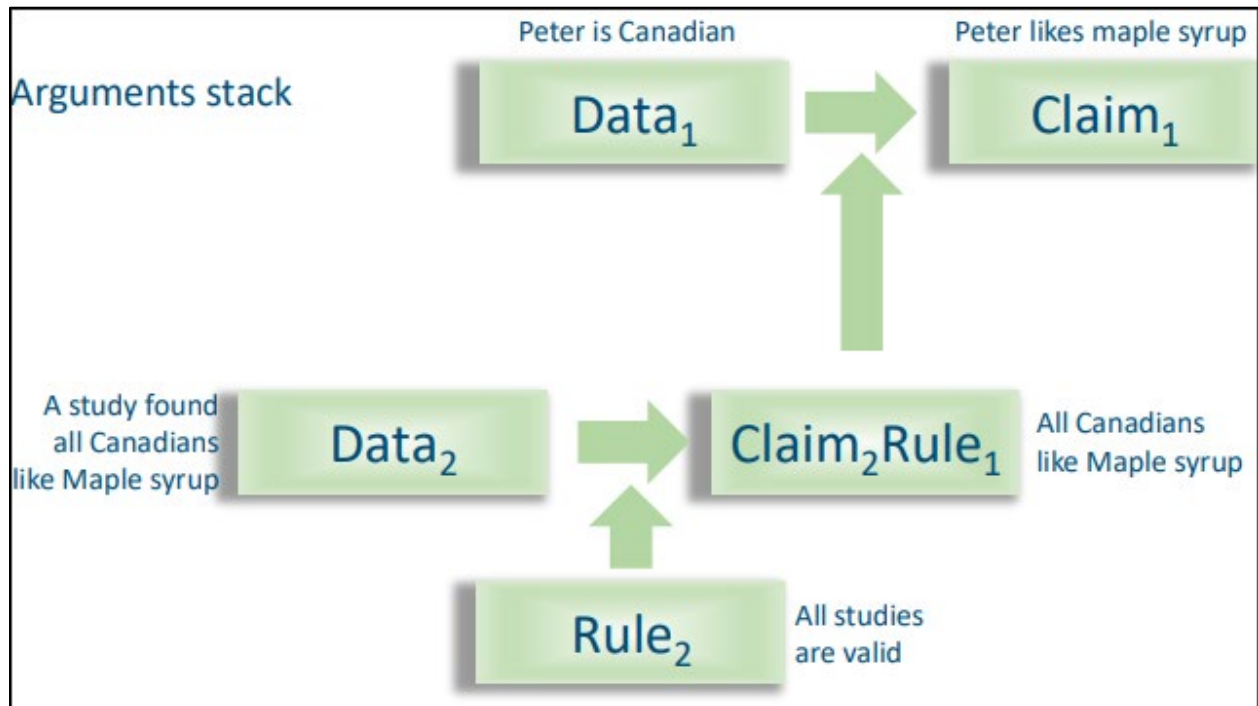 Peter is Canadian
Peter likes maple syrup
Arguments stack
Data₁
Claim₁
A study found
all Canadians
like Maple syrup
Data₂
Claim₂Rule₁
All Canadians
like Maple syrup
Rule₂
All studies
are valid